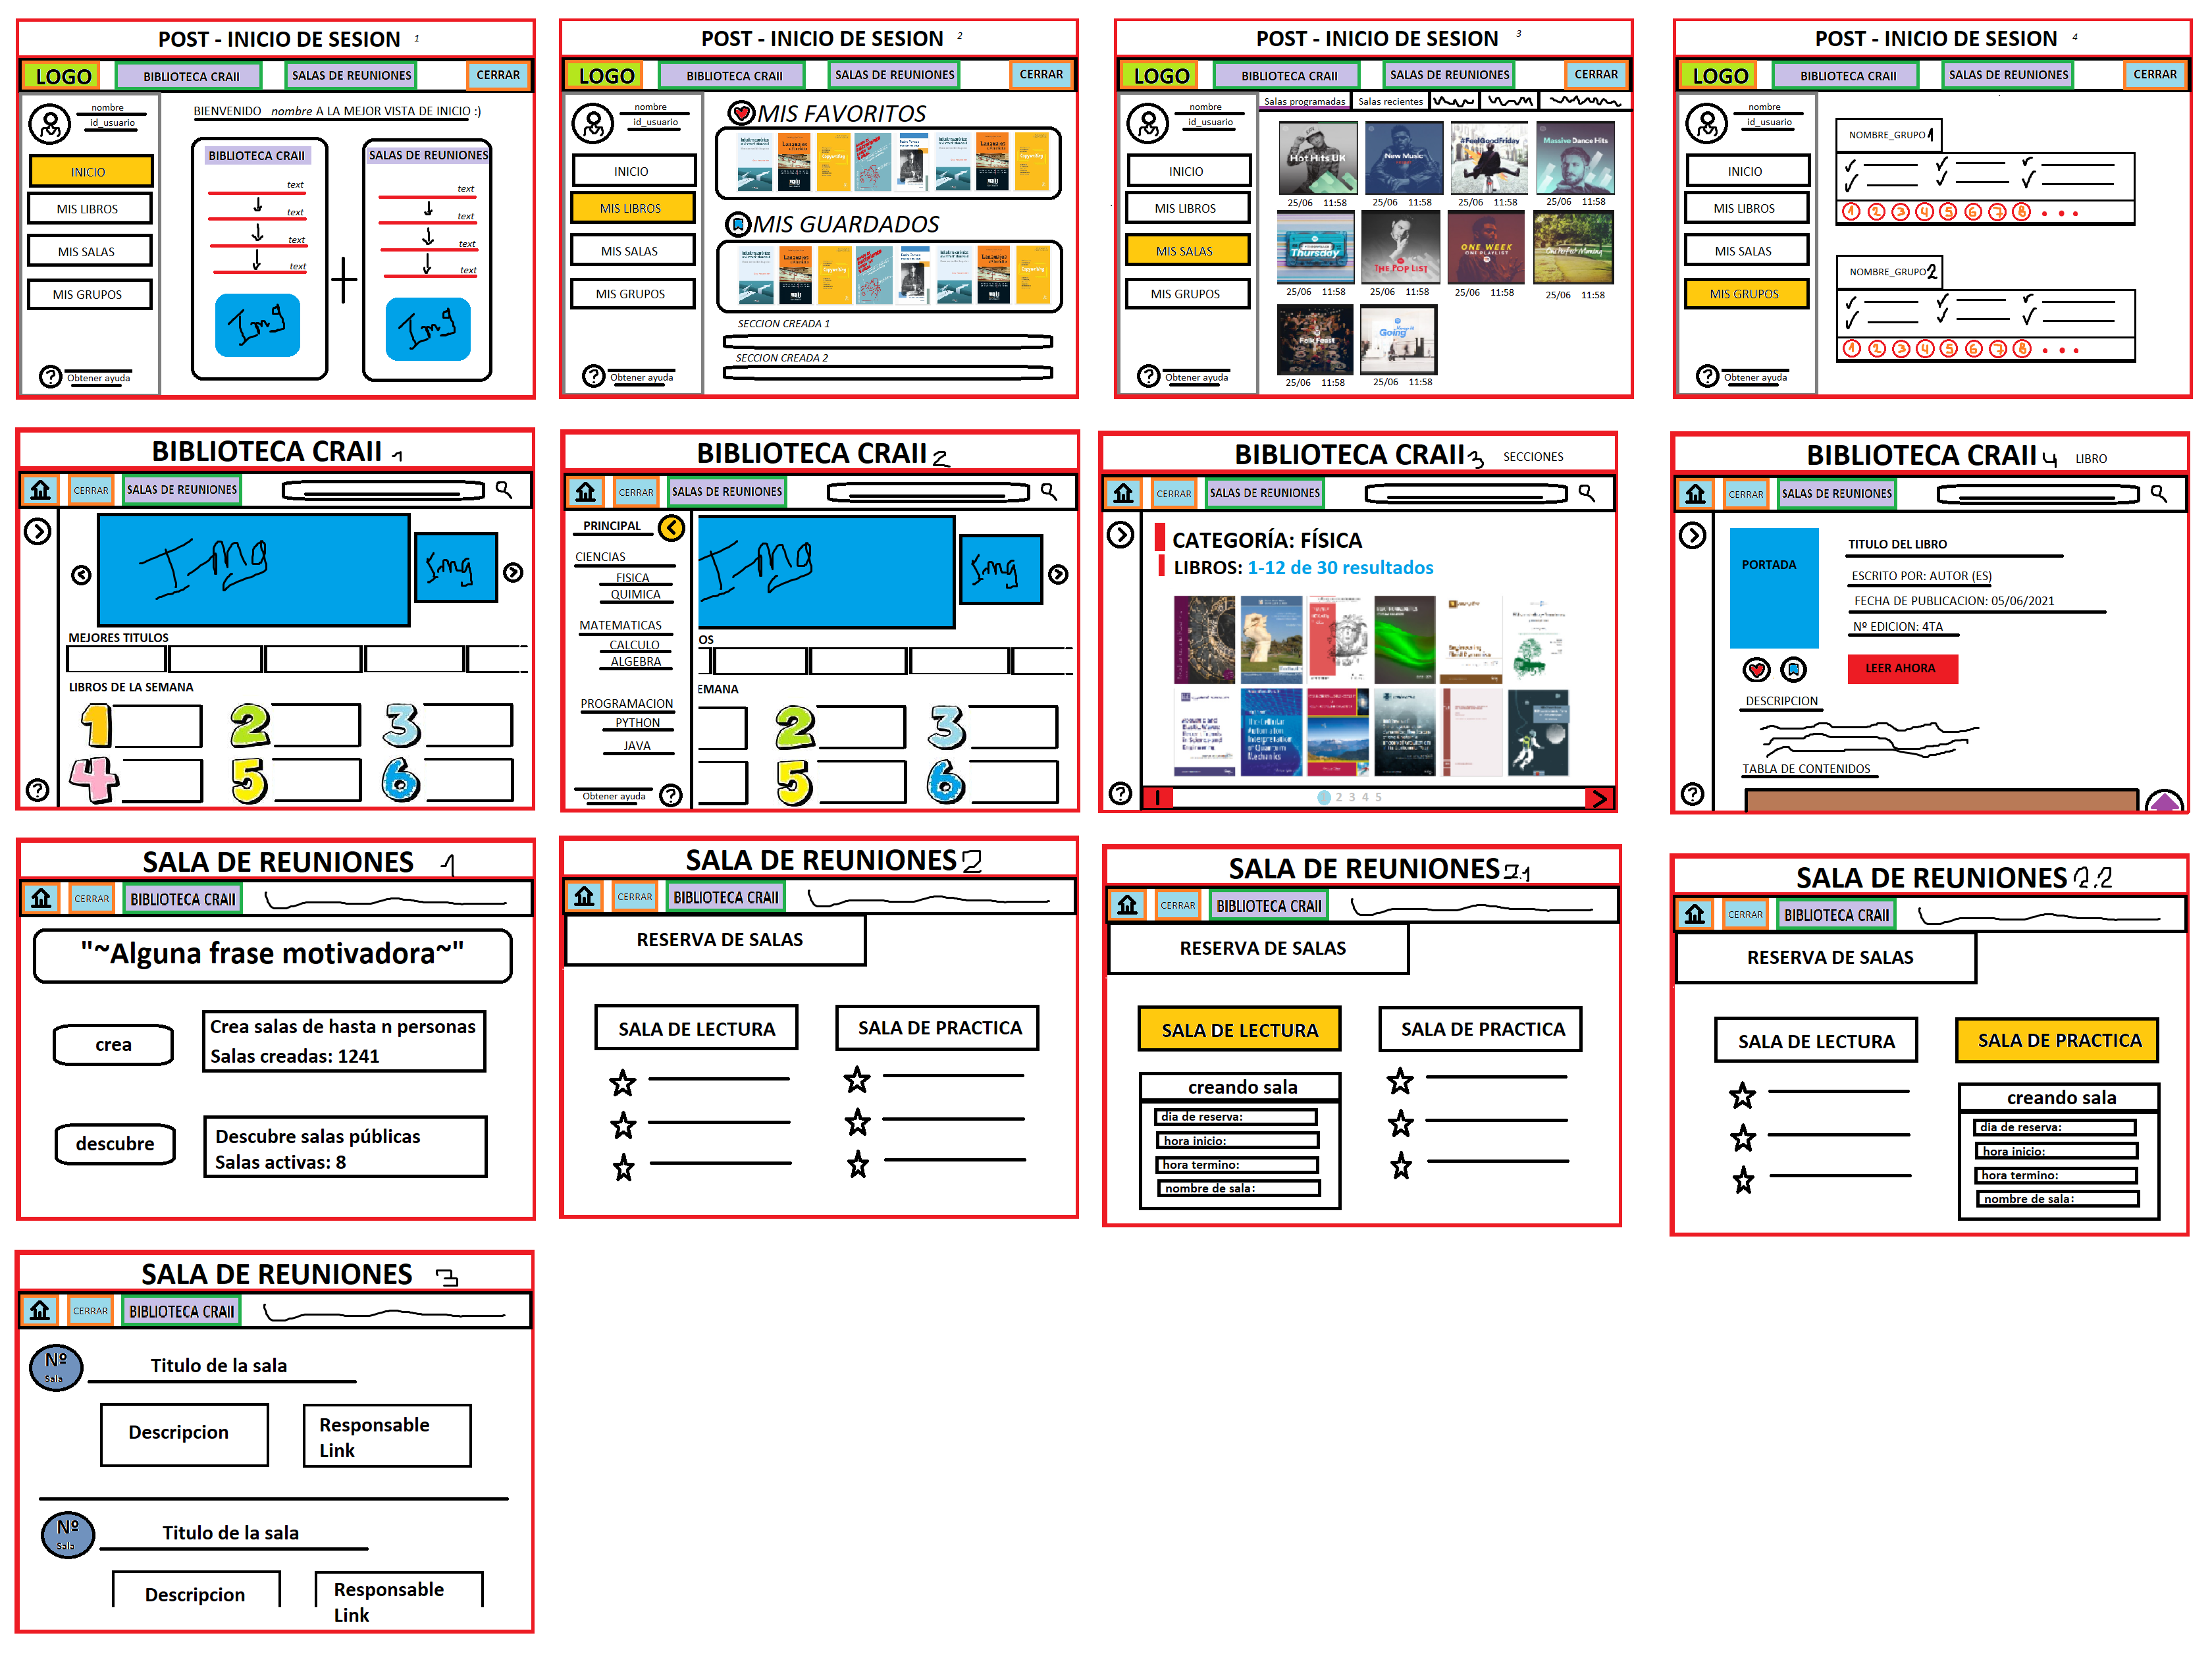 POST - INICIO DE SESION 1
LOGO BIBLIOTECA CRAII SALAS DE REUNIONES CERRAR
nombre
id_usuario
INICIO
MIS LIBROS
MIS SALAS
MIS GRUPOS
Obtener ayuda
BIENVENIDO nombre A LA MEJOR VISTA DE INICIO :)
BIBLIOTECA CRAII
text
text
text
text
Img
SALAS DE REUNIONES
text
text
text
text
Img
POST - INICIO DE SESION 2
LOGO BIBLIOTECA CRAII SALAS DE REUNIONES CERRAR
nombre
id_usuario
INICIO
MIS LIBROS
MIS SALAS
MIS GRUPOS
Obtener ayuda
MIS FAVORITOS
MIS GUARDADOS
SECCION CREADA 1
SECCION CREADA 2
POST - INICIO DE SESION 3
LOGO BIBLIOTECA CRAII SALAS DE REUNIONES CERRAR
nombre
id_usuario
INICIO
MIS LIBROS
MIS SALAS
MIS GRUPOS
Obtener ayuda
Salas programadas Salas recientes
Hot Hits UK New Music #FeelGoodFriday Massive Dance Hits
25/06 11:58 25/06 11:58 25/06 11:58 25/06 11:58
Thursday THE POP LIST ONE WEEK ONE PLAYLIST One Perfect Morning
25/06 11:58 25/06 11:58 25/06 11:58 25/06 11:58
Folk Feast Going
25/06 11:58 25/06 11:58
POST - INICIO DE SESION 4
LOGO BIBLIOTECA CRAII SALAS DE REUNIONES CERRAR
nombre
id_usuario
INICIO
MIS LIBROS
MIS SALAS
MIS GRUPOS
Obtener ayuda
NOMBRE_GRUPO 1
1 2 3 4 5 6 7 8 . . .
NOMBRE_GRUPO 2
1 2 3 4 5 6 7 8 . . .
BIBLIOTECA CRAII 1
CERRAR SALAS DE REUNIONES
Img Img
MEJORES TITULOS
LIBROS DE LA SEMANA
1 2 3
4 5 6
?
BIBLIOTECA CRAII 2
CERRAR SALAS DE REUNIONES
PRINCIPAL
CIENCIAS
FISICA
QUIMICA
MATEMATICAS
CALCULO
ALGEBRA
PROGRAMACION
PYTHON
JAVA
Obtener ayuda ?
Img Img
OS
EMANA
2 3
5 6
BIBLIOTECA CRAII 3 SECCIONES
CERRAR SALAS DE REUNIONES
CATEGORÍA: FÍSICA
LIBROS: 1-12 de 30 resultados
2 3 4 5
?
BIBLIOTECA CRAII 4 LIBRO
CERRAR SALAS DE REUNIONES
PORTADA
TITULO DEL LIBRO
ESCRITO POR: AUTOR (ES)
FECHA DE PUBLICACION: 05/06/2021
Nº EDICION: 4TA
LEER AHORA
DESCRIPCION
TABLA DE CONTENIDOS
?
SALA DE REUNIONES 1
CERRAR BIBLIOTECA CRAII
"~Alguna frase motivadora~"
crea
Crea salas de hasta n personas
Salas creadas: 1241
descubre
Descubre salas públicas
Salas activas: 8
SALA DE REUNIONES 2
CERRAR BIBLIOTECA CRAII
RESERVA DE SALAS
SALA DE LECTURA SALA DE PRACTICA
SALA DE REUNIONES 2.1
CERRAR BIBLIOTECA CRAII
RESERVA DE SALAS
SALA DE LECTURA SALA DE PRACTICA
creando sala
dia de reserva:
hora inicio:
hora termino:
nombre de sala:
SALA DE REUNIONES 2.2
CERRAR BIBLIOTECA CRAII
RESERVA DE SALAS
SALA DE LECTURA SALA DE PRACTICA
creando sala
dia de reserva:
hora inicio:
hora termino:
nombre de sala:
SALA DE REUNIONES 3
CERRAR BIBLIOTECA CRAII
Nº
Sala
Titulo de la sala
Descripcion
Responsable
Link
Nº
Sala
Titulo de la sala
Descripcion
Responsable
Link